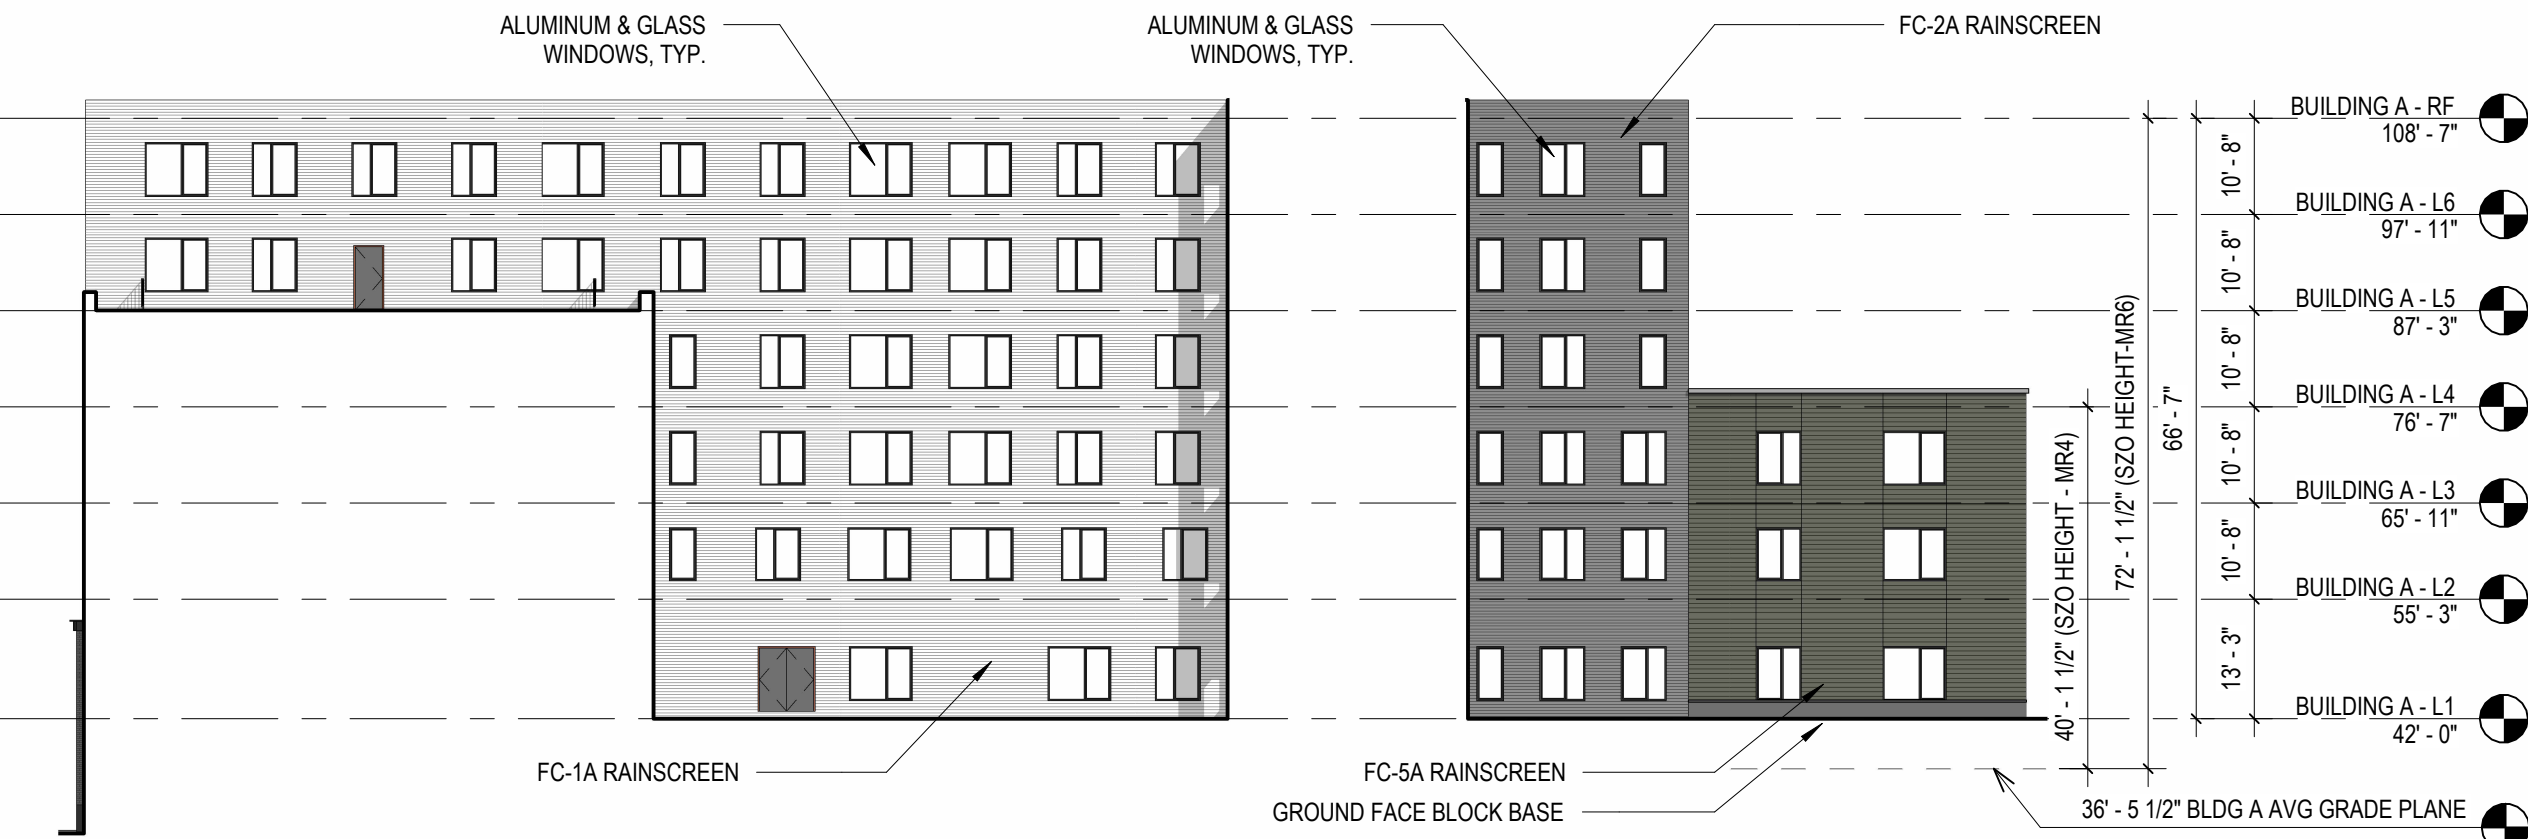 ALUMINUM & GLASS
WINDOWS, TYP.
ALUMINUM & GLASS
WINDOWS, TYP.
FC-2A RAINSCREEN
BUILDING A - RF
108' - 7"
10' - 8"
BUILDING A - L6
97' - 11"
10' - 8"
BUILDING A - L5
87' - 3"
10' - 8"
BUILDING A - L4
76' - 7"
10' - 8"
BUILDING A - L3
65' - 11"
10' - 8"
BUILDING A - L2
55' - 3"
13' - 3"
BUILDING A - L1
42' - 0"
66' - 7"
72' - 1 1/2" (SZO HEIGHT-MR6)
40' - 1 1/2" (SZO HEIGHT - MR4)
FC-1A RAINSCREEN
FC-5A RAINSCREEN
GROUND FACE BLOCK BASE
36' - 5 1/2" BLDG A AVG GRADE PLANE